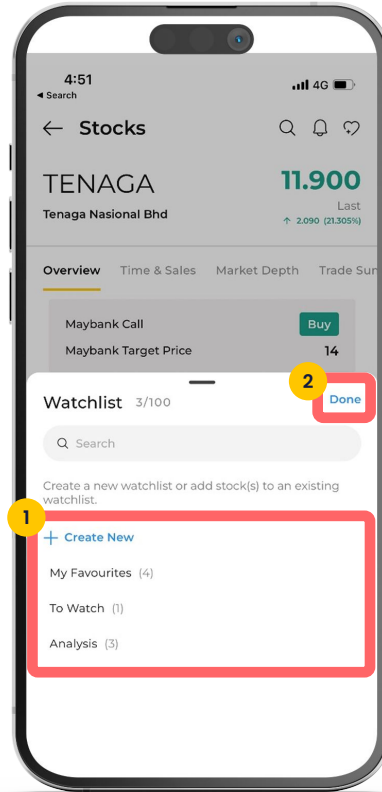 4:51
4G
◀ Search
← Stocks
TENAGA
11.900
Tenaga Nasional Bhd
Last
↑ 2.090 (21.305%)
Overview Time & Sales Market Depth Trade Sum
Maybank Call Buy
Maybank Target Price 14
2
Watchlist 3/100 Done
Search
Create a new watchlist or add stock(s) to an existing
watchlist.
1
+ Create New
My Favourites (4)
To Watch (1)
Analysis (3)